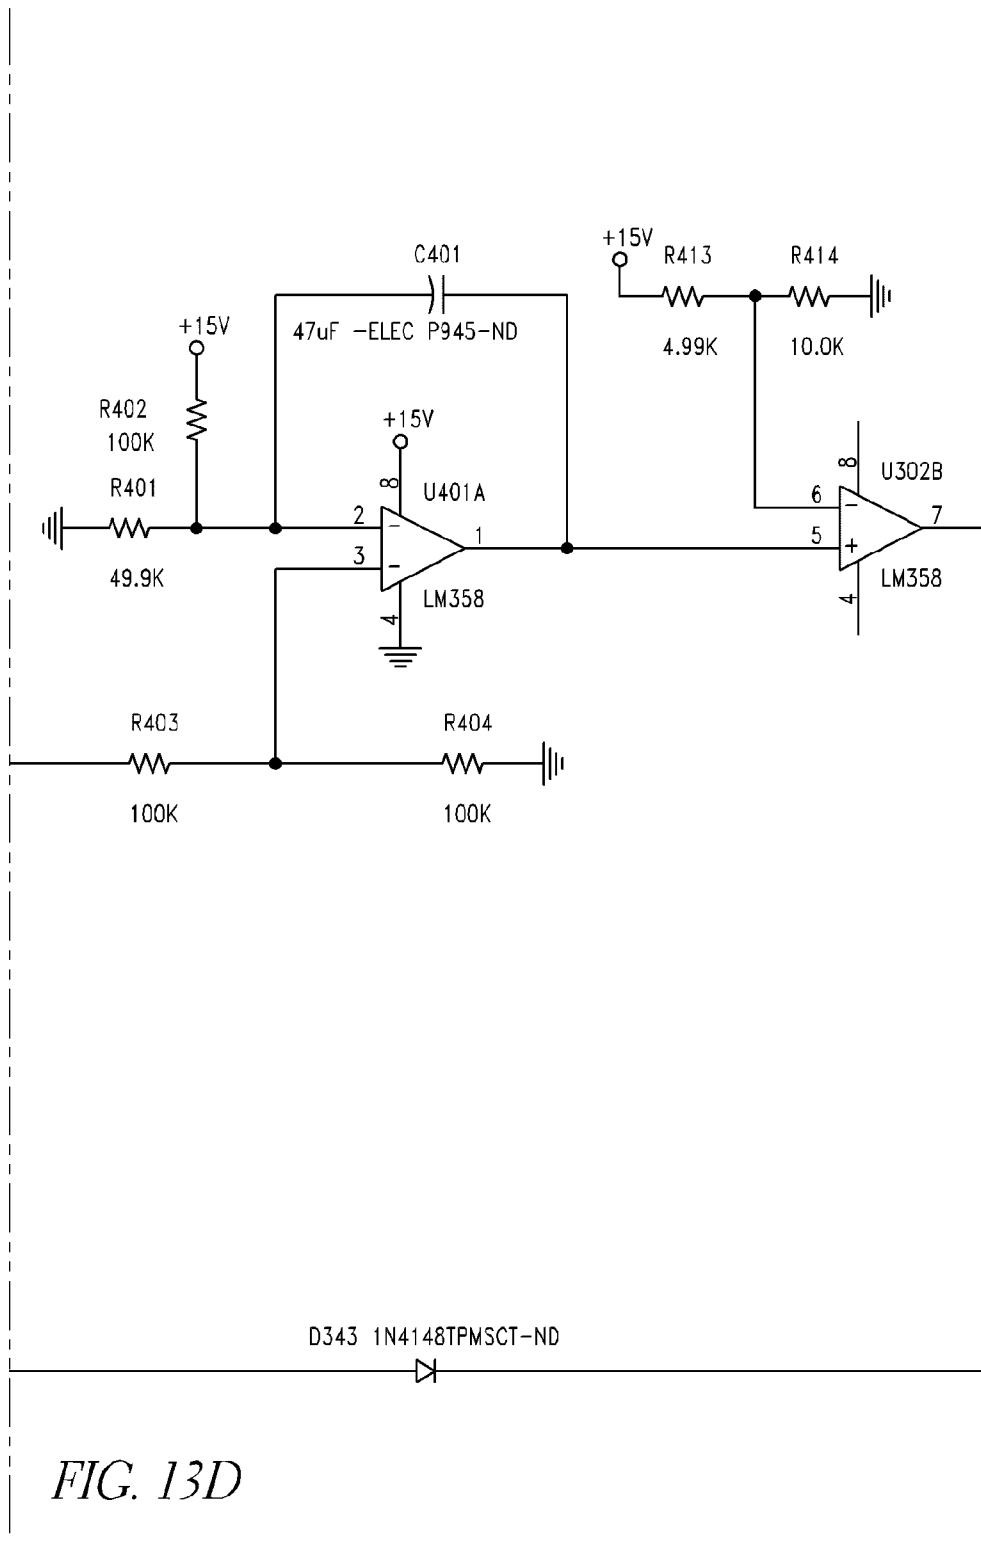 C401
47uF -ELEC P945-ND
+15V
R413
R414
4.99K
10.0K
+15V
R402
100K
R401
49.9K
+15V
8
U401A
2
-
3
-
1
LM358
4
8
U302B
6
-
5
+
7
LM358
4
R403
100K
R404
100K
D343 1N4148TPMSCT-ND
FIG. 13D